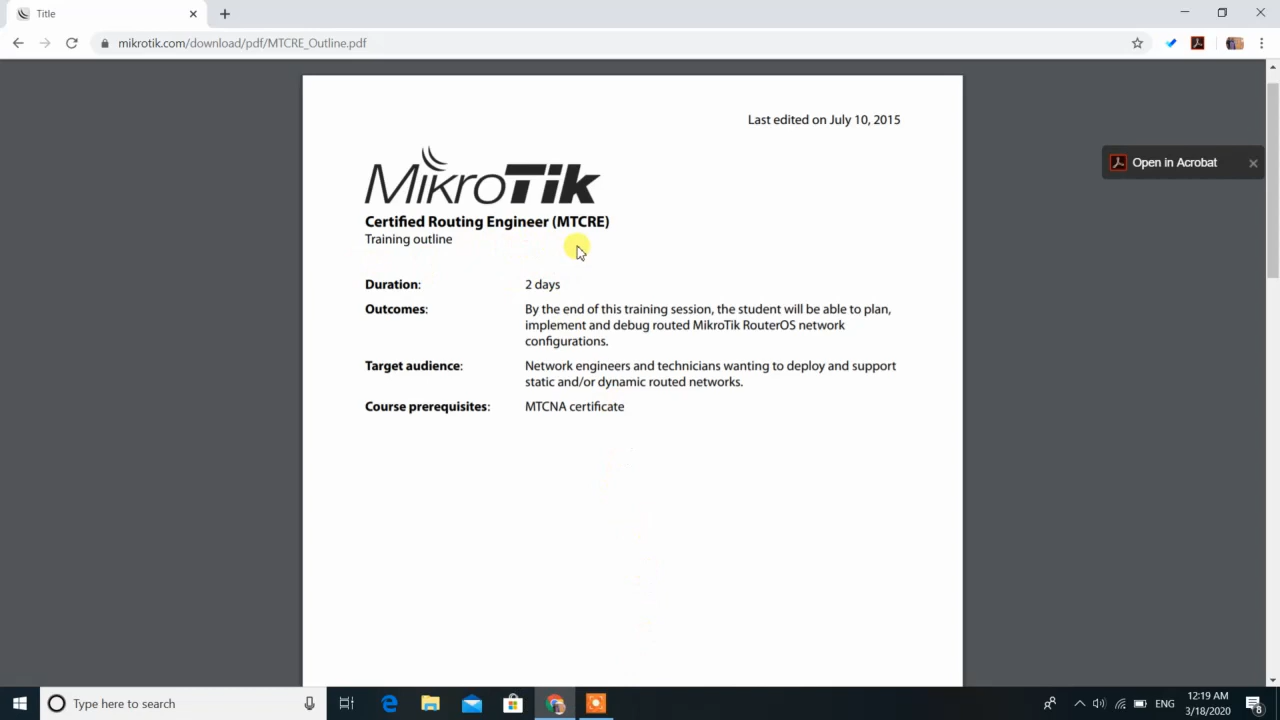 Title
mikrotik.com/download/pdf/MTCRE_Outline.pdf
Last edited on July 10, 2015
Open in Acrobat
MikroTik
Certified Routing Engineer (MTCRE)
Training outline
Duration: 2 days
Outcomes: By the end of this training session, the student will be able to plan,
implement and debug routed MikroTik RouterOS network
configurations.
Target audience: Network engineers and technicians wanting to deploy and support
static and/or dynamic routed networks.
Course prerequisites: MTCNA certificate
Type here to search
ENG
12:19 AM
3/18/2020
8